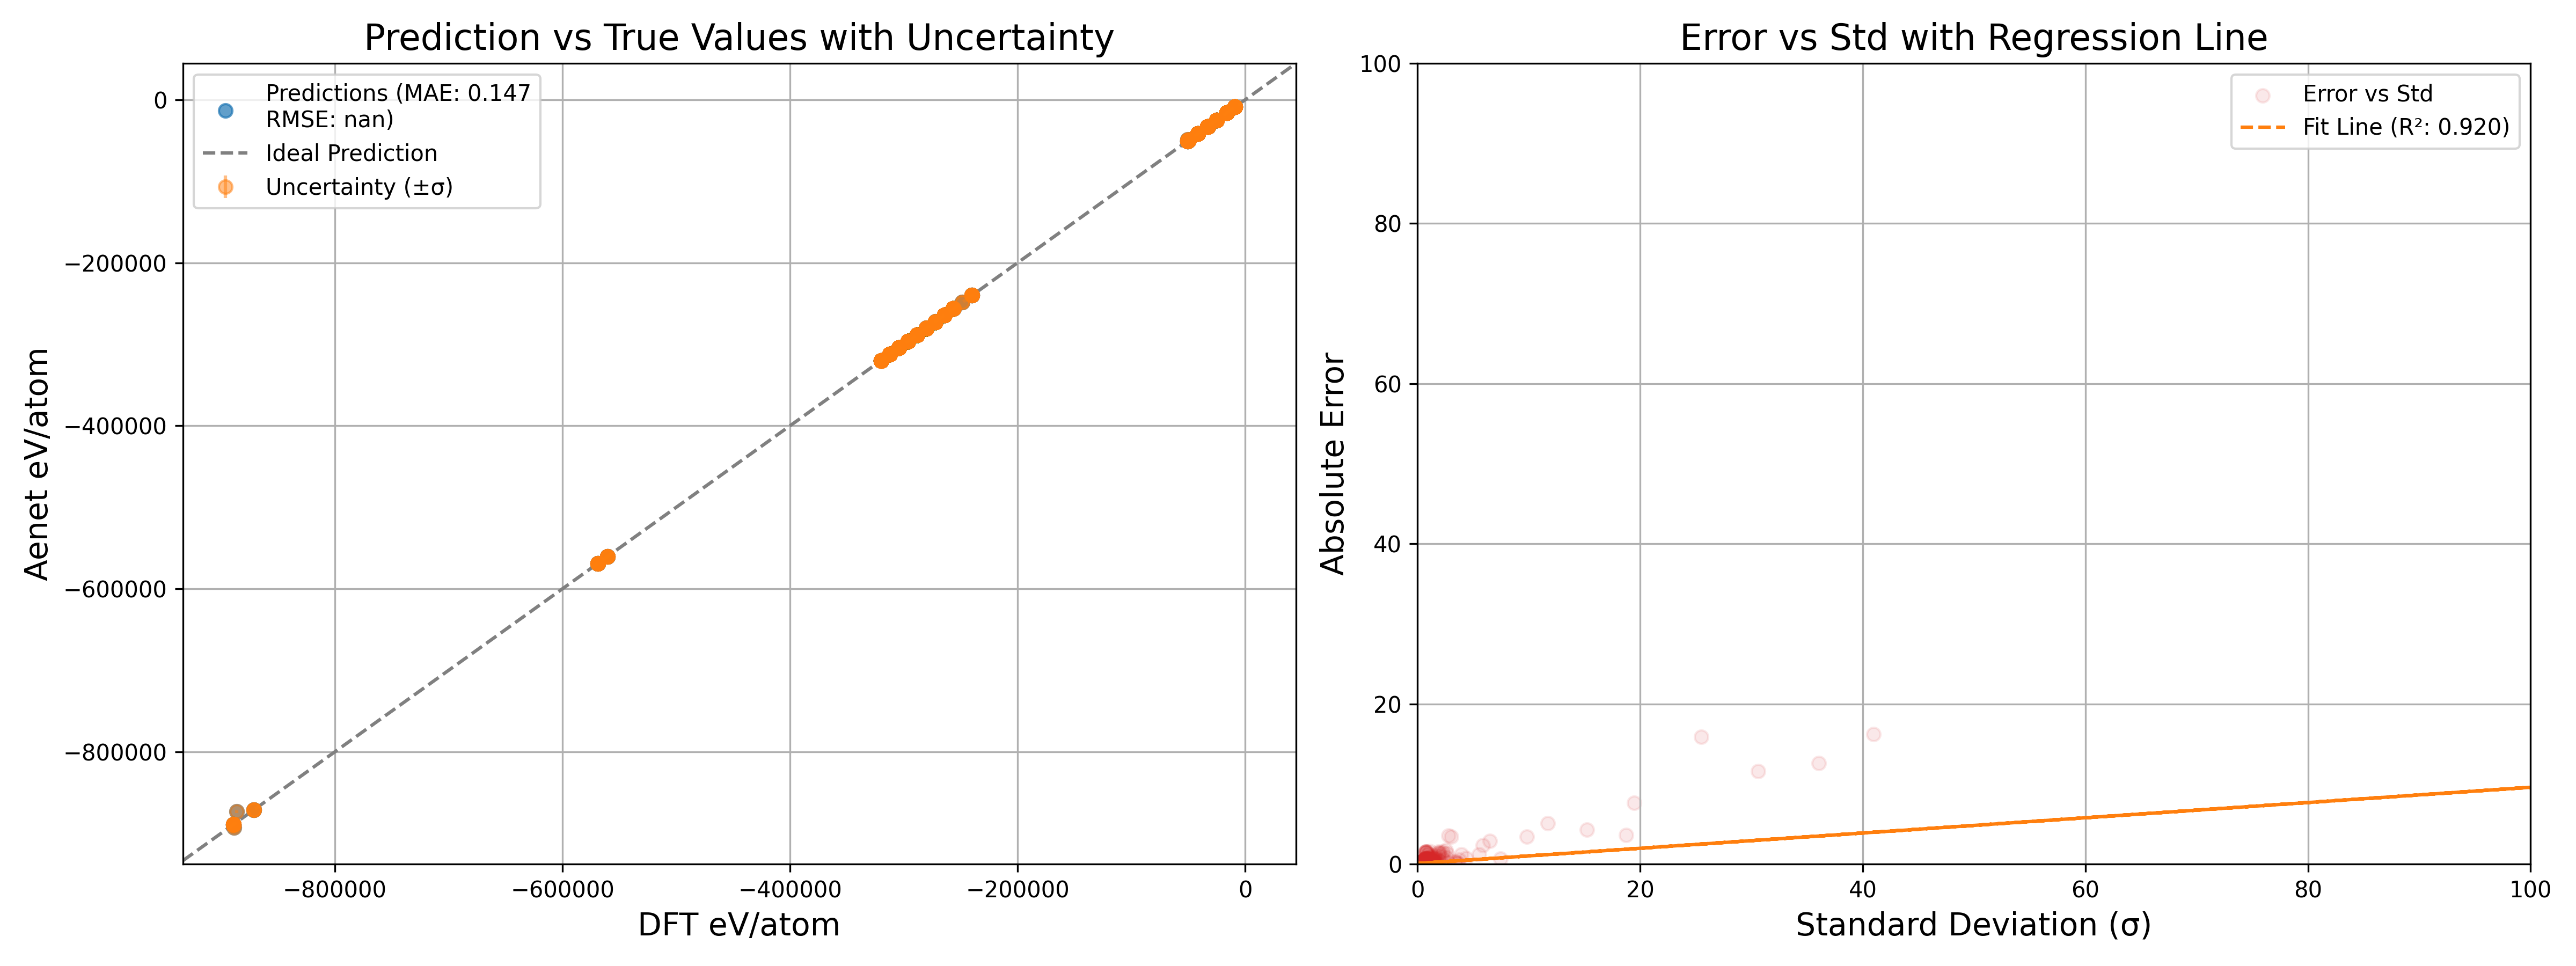 Prediction vs True Values with Uncertainty
Predictions (MAE: 0.147
RMSE: nan)
Ideal Prediction
Uncertainty (±σ)
0
−200000
−400000
−600000
−800000
Aenet eV/atom
−800000
−600000
−400000
−200000
0
DFT eV/atom
Error vs Std with Regression Line
Error vs Std
Fit Line (R²: 0.920)
100
80
60
40
20
0
Absolute Error
0
20
40
60
80
100
Standard Deviation (σ)